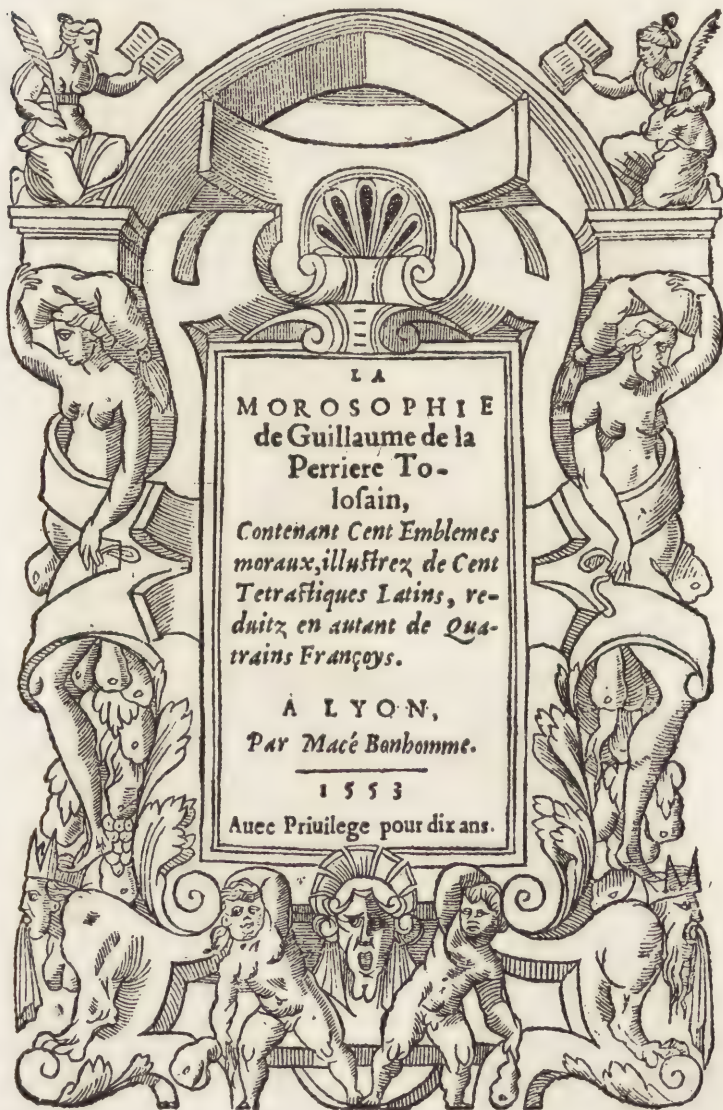 LA
MOROSOPHIE
de Guillaume de la
Perriere To-
loſain,
Contenant Cent Emblemes
moraux, illuſtrez de Cent
Tetraſtiques Latins, re-
duitz en autant de Qua-
trains Françoys.
A LYON,
Par Macé Bonhomme.
1553
Auec Priuilege pour dix ans.